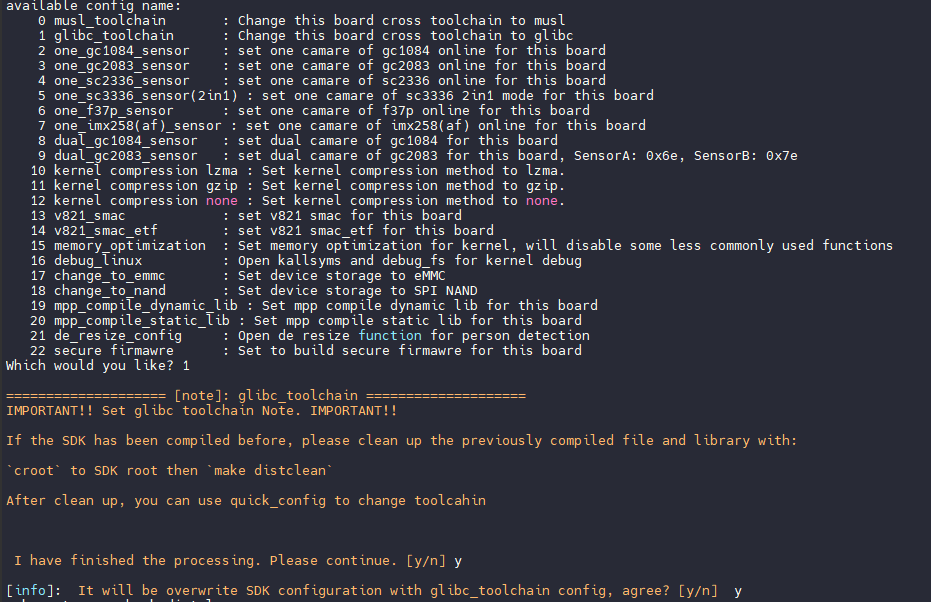 available config name:
0 musl_toolchain : Change this board cross toolchain to musl
1 glibc_toolchain : Change this board cross toolchain to glibc
2 one_gc1084_sensor : set one camare of gc1084 online for this board
3 one_gc2083_sensor : set one camare of gc2083 online for this board
4 one_sc2336_sensor : set one camare of sc2336 online for this board
5 one_sc3336_sensor(2in1) : set one camare of sc3336 2in1 mode for this board
6 one_f37p_sensor : set one camare of f37p online for this board
7 one_imx258(af)_sensor : set one camare of imx258(af) online for this board
8 dual_gc1084_sensor : set dual camare of gc1084 for this board
9 dual_gc2083_sensor : set dual camare of gc2083 for this board, SensorA: 0x6e, SensorB: 0x7e
10 kernel compression lzma : Set kernel compression method to lzma.
11 kernel compression gzip : Set kernel compression method to gzip.
12 kernel compression none : Set kernel compression method to none.
13 v821_smac : set v821 smac for this board
14 v821_smac_etf : set v821 smac_etf for this board
15 memory_optimization : Set memory optimization for kernel, will disable some less commonly used functions
16 debug_linux : Open kallsyms and debug_fs for kernel debug
17 change_to_emmc : Set device storage to eMMC
18 change_to_nand : Set device storage to SPI NAND
19 mpp_compile_dynamic_lib : Set mpp compile dynamic lib for this board
20 mpp_compile_static_lib : Set mpp compile static lib for this board
21 de_resize_config : Open de resize function for person detection
22 secure firmawre : Set to build secure firmawre for this board
Which would you like? 1
==================== [note]: glibc_toolchain ====================
IMPORTANT!! Set glibc toolchain Note. IMPORTANT!!
If the SDK has been compiled before, please clean up the previously compiled file and library with:
`croot` to SDK root then `make distclean`
After clean up, you can use quick_config to change toolcahin
I have finished the processing. Please continue. [y/n] y
[info]: It will be overwrite SDK configuration with glibc_toolchain config, agree? [y/n] y